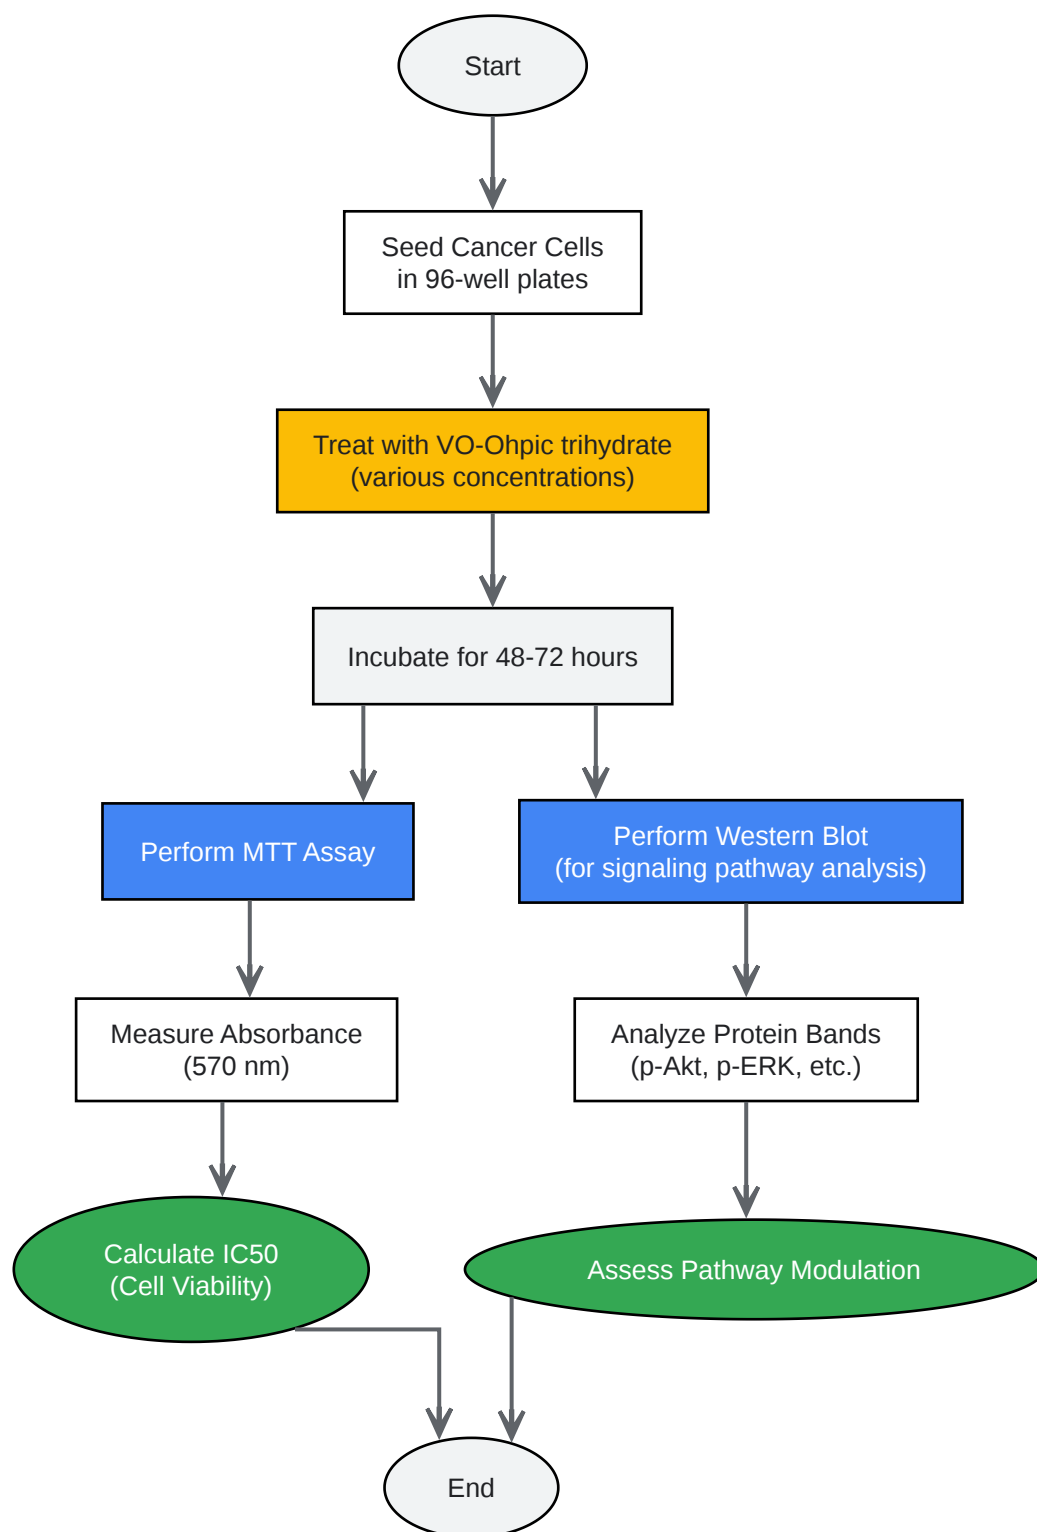 Start
Seed Cancer Cells
in 96-well plates
Treat with VO-Ohpic trihydrate
(various concentrations)
Incubate for 48-72 hours
Perform MTT Assay
Perform Western Blot
(for signaling pathway analysis)
Measure Absorbance
(570 nm)
Analyze Protein Bands
(p-Akt, p-ERK, etc.)
Calculate IC50
(Cell Viability)
Assess Pathway Modulation
End